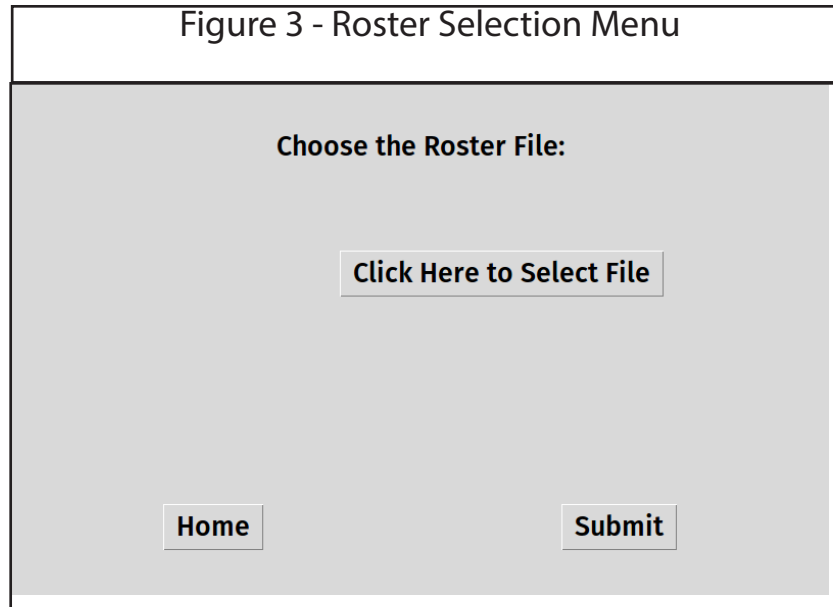 Figure 3 - Roster Selection Menu
Choose the Roster File:
Click Here to Select File
Home
Submit